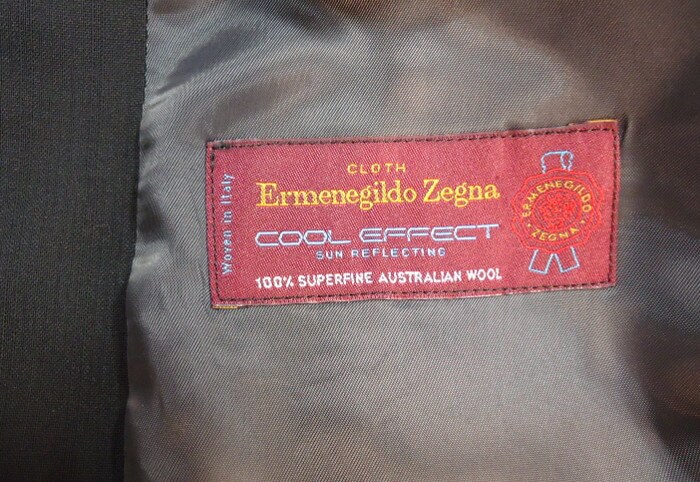 Woven in Italy
CLOTH
Ermenegildo Zegna
COOL EFFECT
SUN REFLECTING
100% SUPERFINE AUSTRALIAN WOOL
ERMENEGILDO
ZEGNA